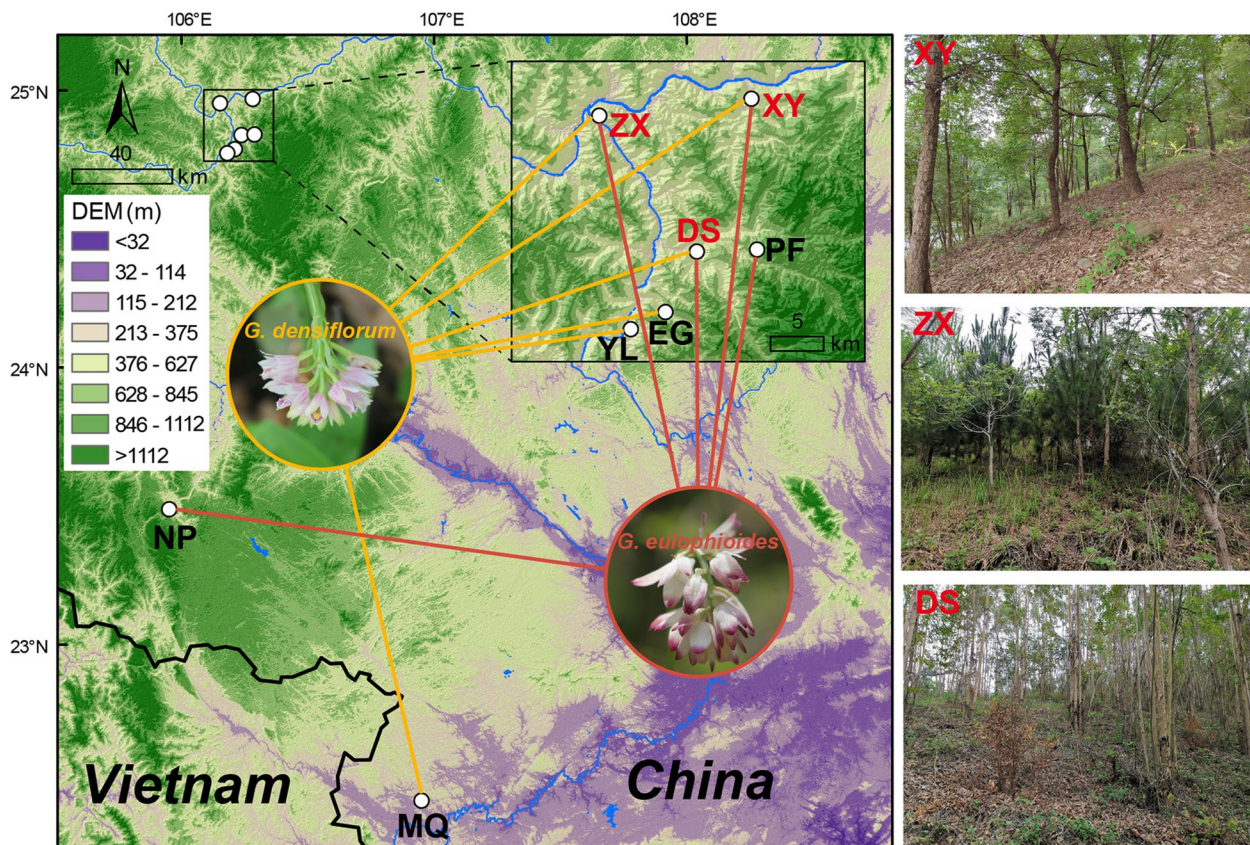 106°E
107°E
108°E
25°N
24°N
23°N
N
40
km
DEM (m)
<32
32 - 114
115 - 212
213 - 375
376 - 627
628 - 845
846 - 1112
>1112
ZX
XY
DS
PF
EG
YL
5
km
G. densiflorum
G. eulophioides
NP
MQ
Vietnam
China
XY
ZX
DS